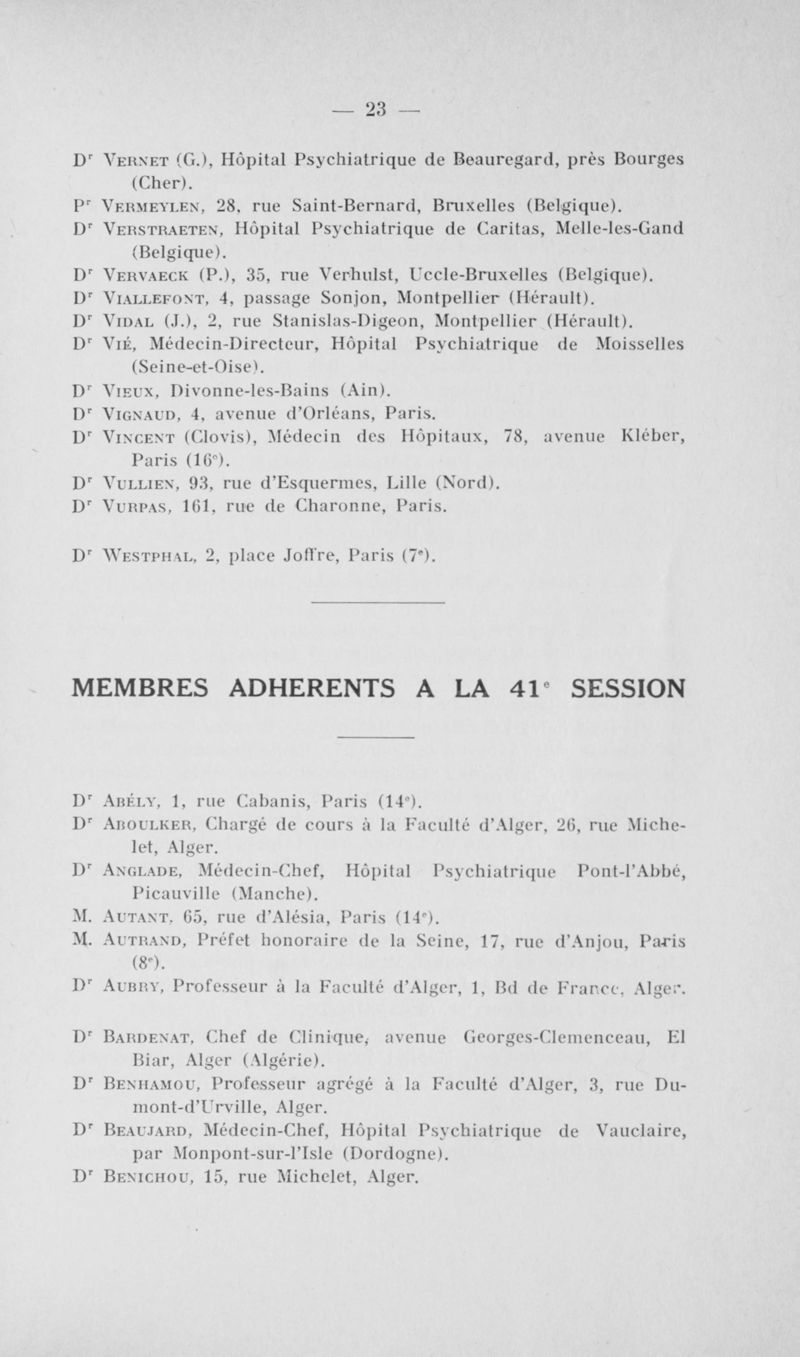 — 23 —
Dr VERNET (G.), Hôpital Psychiatrique de Beauregard, près Bourges
(Cher).
Pr VERMEYLEN, 28, rue Saint-Bernard, Bruxelles (Belgique).
Dr VERSTRAETEN, Hôpital Psychiatrique de Caritas, Melle-les-Gand
(Belgique).
Dr VERVAECK (P.), 35, rue Verhulst, Uccle-Bruxelles (Belgique).
Dr VIALLEFONT, 4, passage Sonjon, Montpellier (Hérault).
Dr VIDAL (J.), 2, rue Stanislas-Digeon, Montpellier (Hérault).
Dr VIÉ, Médecin-Directeur, Hôpital Psychiatrique de Moisselles
(Seine-et-Oise).
Dr VIEUX, Divonne-les-Bains (Ain).
Dr VIGNAUD, 4, avenue d'Orléans, Paris.
Dr VINCENT (Clovis), Médecin des Hôpitaux, 78, avenue Kléber,
Paris (16e).
Dr VULLIEN, 93, rue d'Esquermes, Lille (Nord).
Dr VURPAS, 161, rue de Charonne, Paris.
Dr WESTPHAL, 2, place Joffre, Paris (7e).
MEMBRES ADHERENTS A LA 41e SESSION
Dr ABÉLY, 1, rue Cabanis, Paris (14e).
Dr ABOULKER, Chargé de cours à la Faculté d'Alger, 26, rue Miche-
let, Alger.
Dr ANGLADE, Médecin-Chef, Hôpital Psychiatrique Pont-l'Abbé,
Picauville (Manche).
M. AUTANT, 65, rue d'Alésia, Paris (14e).
M. AUTRAND, Préfet honoraire de la Seine, 17, rue d'Anjou, Paris
(8e).
Dr AUBRY, Professeur à la Faculté d'Alger, 1, Bd de France, Alger.
Dr BARDENAT, Chef de Clinique, avenue Georges-Clemenceau, El
Biar, Alger (Algérie).
Dr BENHAMOU, Professeur agrégé à la Faculté d'Alger, 3, rue Du-
mont-d'Urville, Alger.
Dr BEAUJARD, Médecin-Chef, Hôpital Psychiatrique de Vauclaire,
par Monpont-sur-l'Isle (Dordogne).
Dr BENICHOU, 15, rue Michelet, Alger.